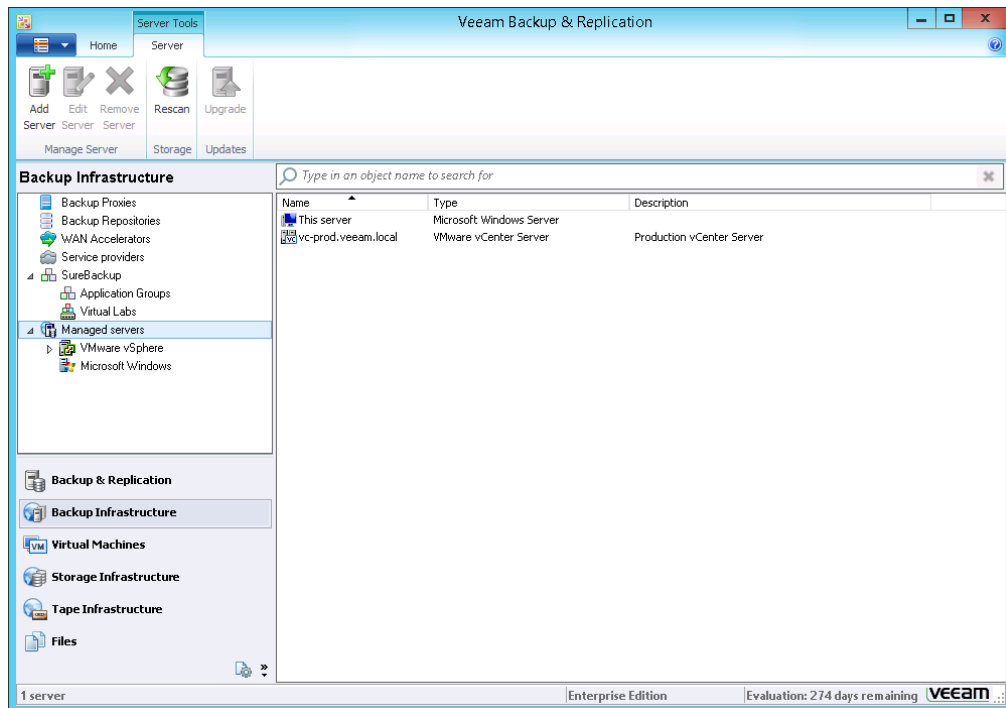 Server Tools
Veeam Backup & Replication
Home
Server
Add Server
Edit Server
Remove Server
Rescan
Upgrade
Manage Server
Storage
Updates
Backup Infrastructure
Type in an object name to search for
Backup Proxies
Backup Repositories
WAN Accelerators
Service providers
SureBackup
Application Groups
Virtual Labs
Managed servers
VMware vSphere
Microsoft Windows
Name Type Description
This server Microsoft Windows Server
vc-prod.veeam.local VMware vCenter Server Production vCenter Server
Backup & Replication
Backup Infrastructure
VM Virtual Machines
Storage Infrastructure
Tape Infrastructure
Files
1 server
Enterprise Edition
Evaluation: 274 days remaining
veeam